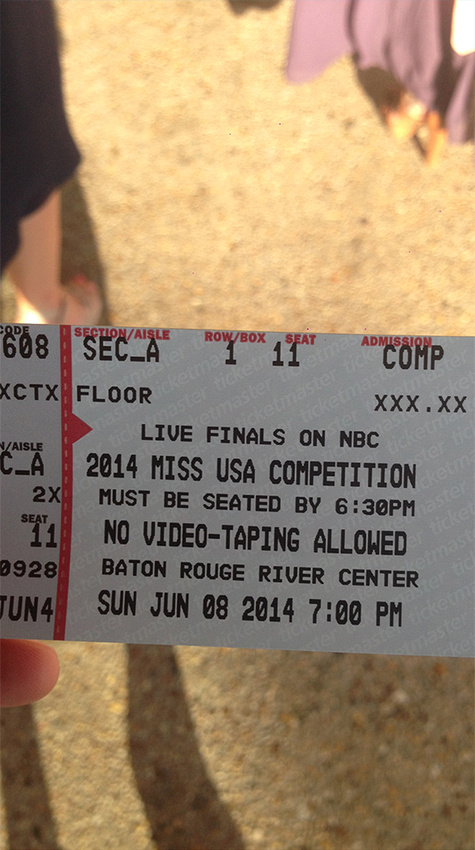 CODE
608
XCTX
N/AISLE
C_A
2X
SEAT
11
0928
JUN4
SECTION/AISLE ROW/BOX SEAT ADMISSION
SEC_A 1 11 COMP
FLOOR XXX.XX
LIVE FINALS ON NBC
2014 MISS USA COMPETITION
MUST BE SEATED BY 6:30PM
NO VIDEO-TAPING ALLOWED
BATON ROUGE RIVER CENTER
SUN JUN 08 2014 7:00 PM